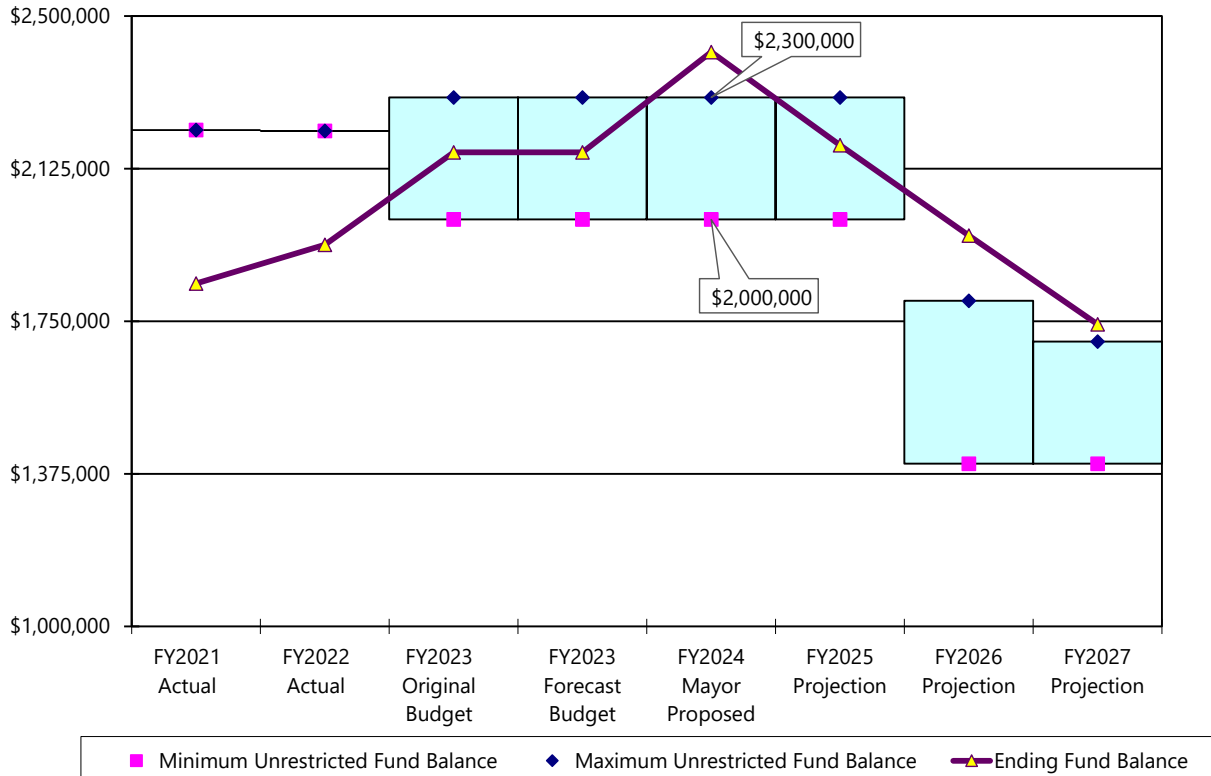 $2,500,000
$2,300,000
$2,125,000
$2,000,000
$1,750,000
$1,375,000
$1,000,000
FY2021
Actual
FY2022
Actual
FY2023
Original
Budget
FY2023
Forecast
Budget
FY2024
Mayor
Proposed
FY2025
Projection
FY2026
Projection
FY2027
Projection
Minimum Unrestricted Fund Balance
Maximum Unrestricted Fund Balance
Ending Fund Balance